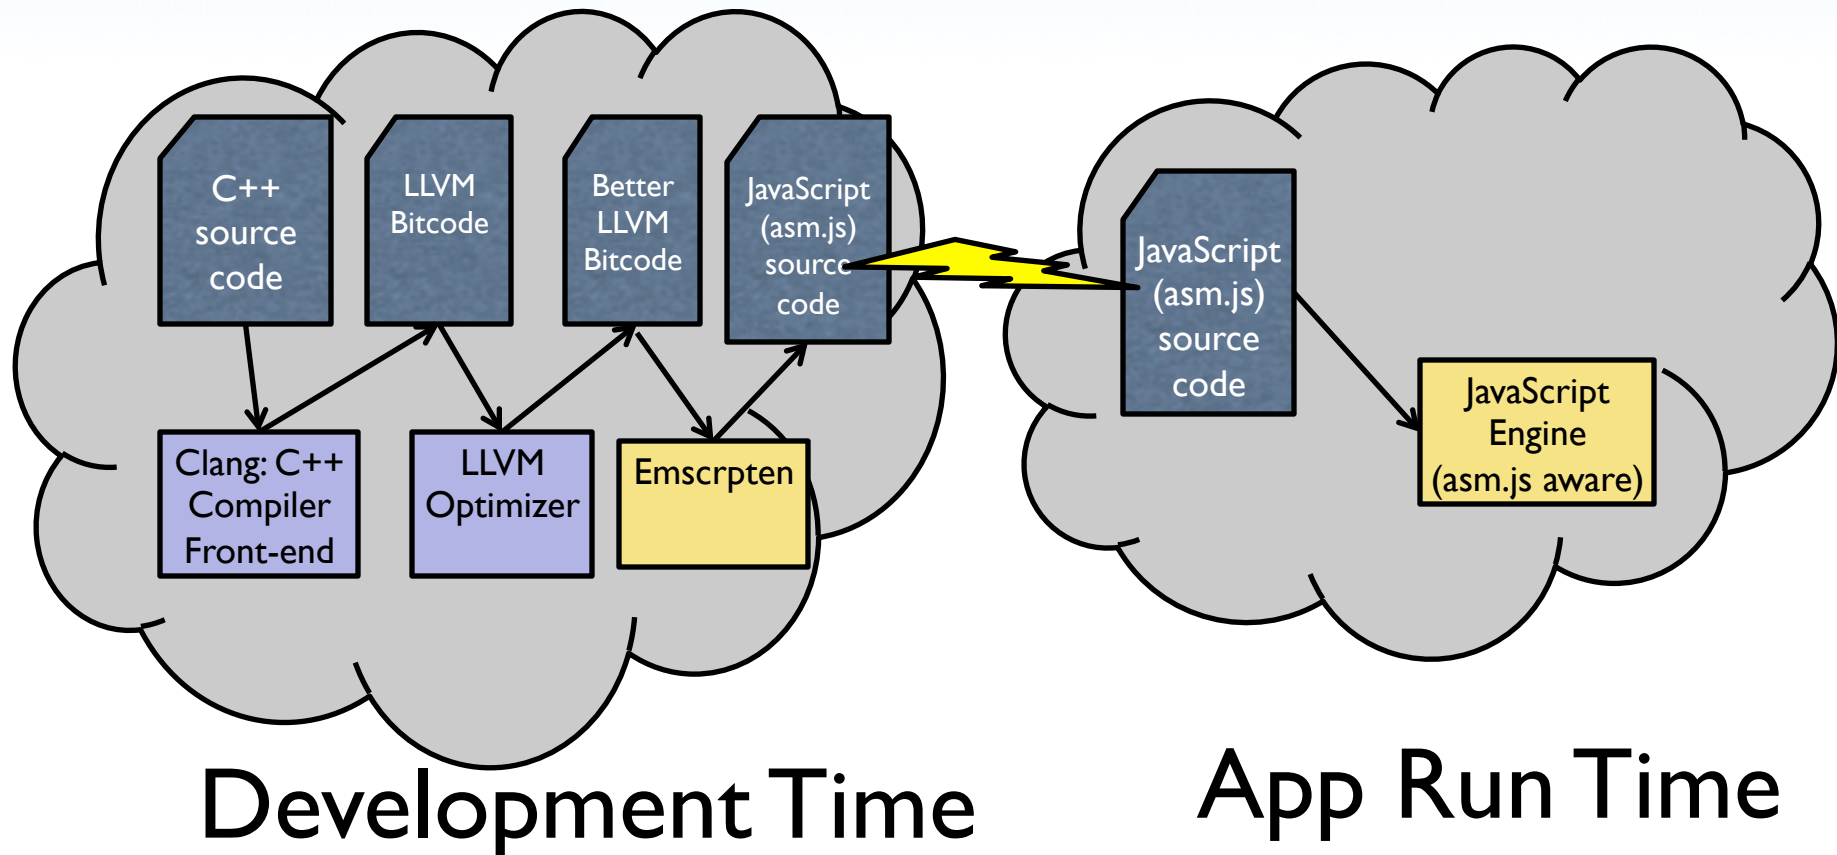 C++
source
code
LLVM
Bitcode
Better
LLVM
Bitcode
JavaScript
(asm.js)
source
code
Clang: C++
Compiler
Front-end
LLVM
Optimizer
Emscrpten
JavaScript
(asm.js)
source
code
JavaScript
Engine
(asm.js aware)
Development Time
App Run Time